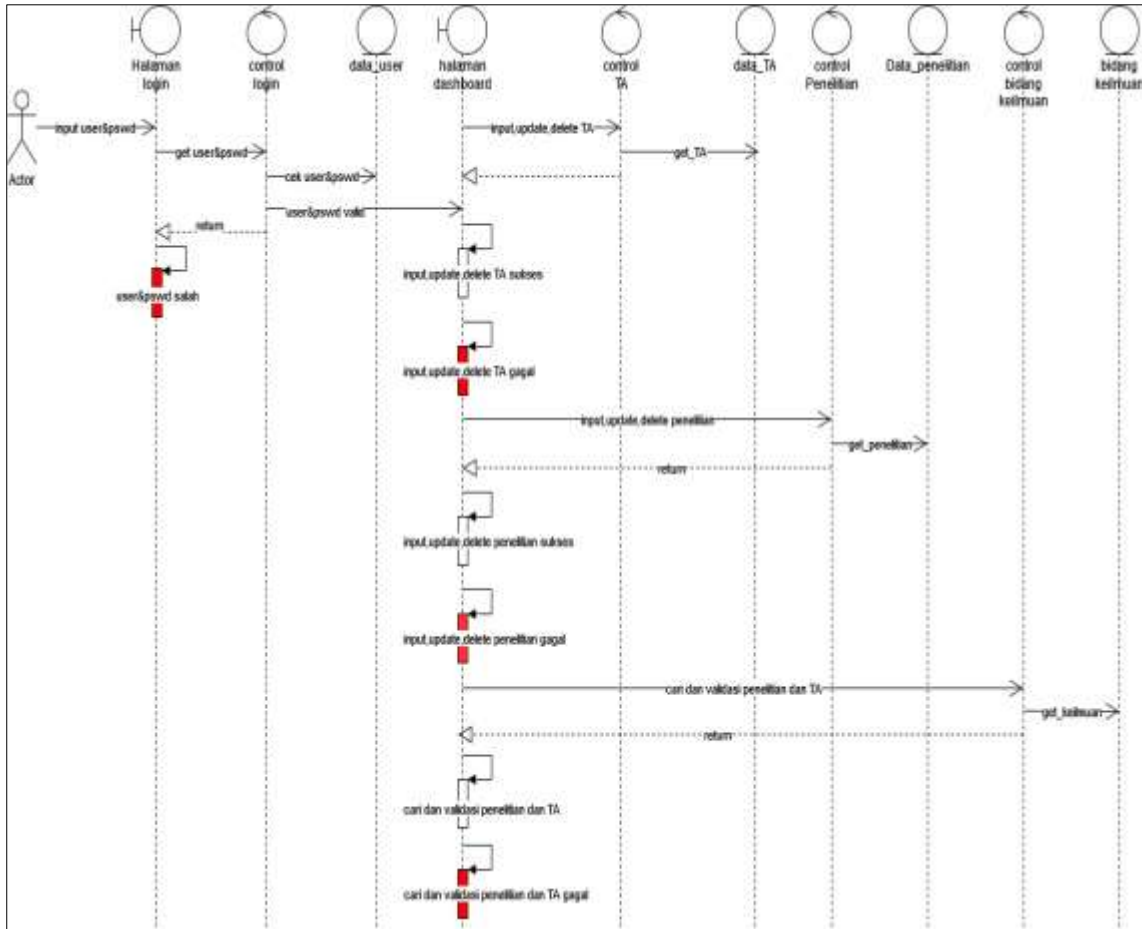 Halaman
login
control
login
data_user
halaman
dashboard
control
TA
data_TA
control
Penelitian
Data_penelitian
control
bidang
keilmuan
bidang
keilmuan
Actor
input user&pswd
input,update,delete TA
get user&pswd
get_TA
cek user&pswd
user&pswd valid
return
input,update,delete TA sukses
user&pswd salah
input,update,delete TA gagal
input,update,delete penelitian
get_penelitian
return
input,update,delete penelitian sukses
input,update,delete penelitian gagal
cari dan validasi penelitian dan TA
get_keilmuan
return
cari dan validasi penelitian dan TA
cari dan validasi penelitian dan TA gagal